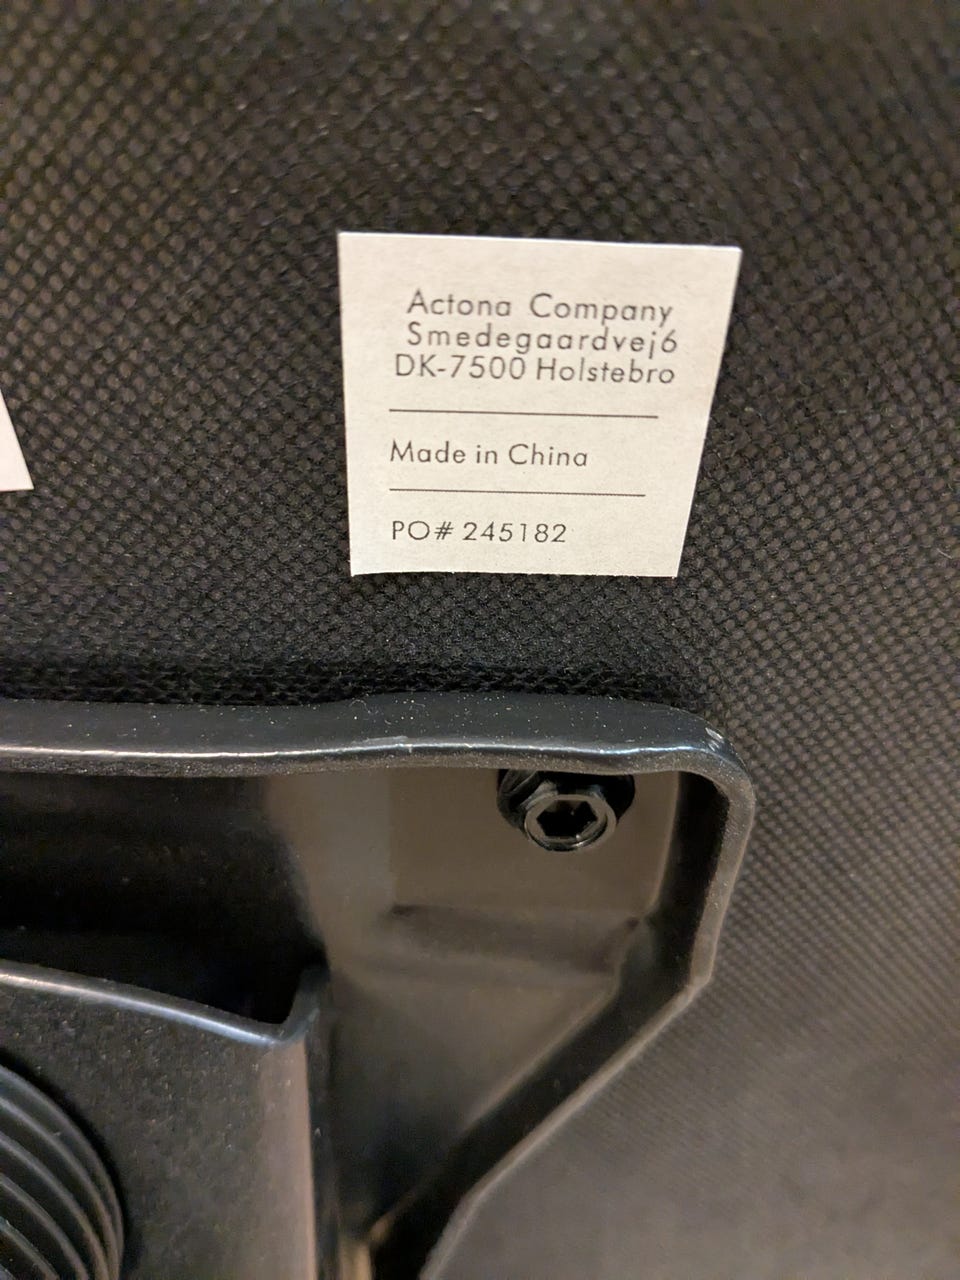 Actona Company
Smedegaardvej6
DK-7500 Holstebro
Made in China
PO# 245182